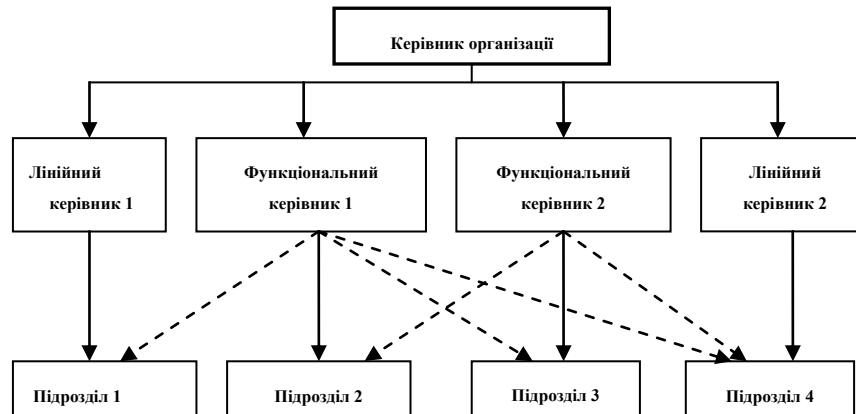 Керівник організації
Лінійний
керівник 1
Функціональний
керівник 1
Функціональний
керівник 2
Лінійний
керівник 2
Підрозділ 1
Підрозділ 2
Підрозділ 3
Підрозділ 4